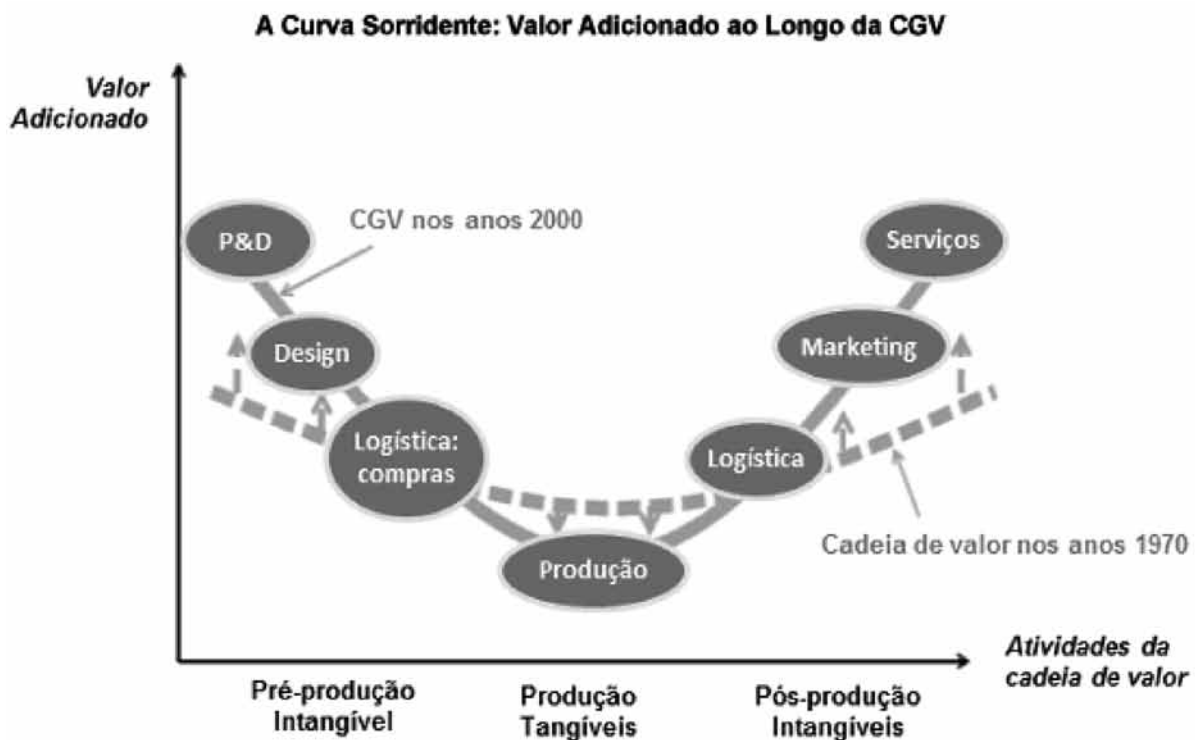 A Curva Sorridente: Valor Adicionado ao Longo da CGV
Valor
Adicionado
CGV nos anos 2000
P&D
Serviços
Design
Marketing
Logística:
compras
Logística
Cadeia de valor nos anos 1970
Produção
Atividades da
cadeia de valor
Pré-produção
Intangível
Produção
Tangíveis
Pós-produção
Intangíveis